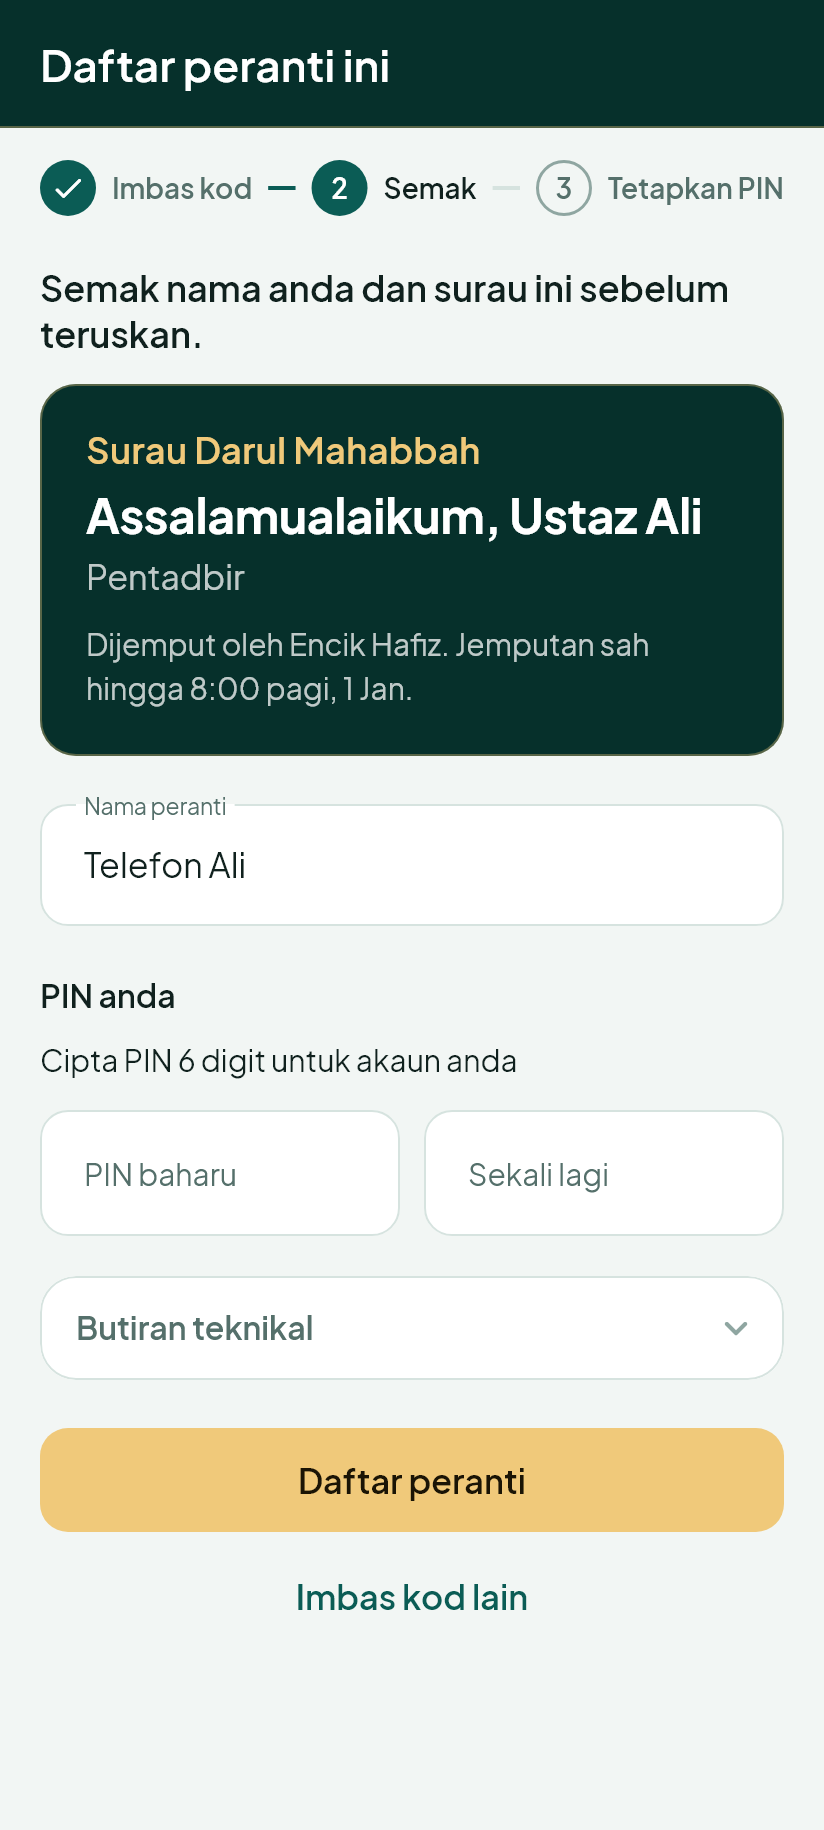 Daftar peranti ini
Imbas kod
2
Semak
3
Tetapkan PIN
Semak nama anda dan surau ini sebelum
teruskan.
Surau Darul Mahabbah
Assalamualaikum, Ustaz Ali
Pentadbir
Dijemput oleh Encik Hafiz. Jemputan sah
hingga 8:00 pagi, 1 Jan.
Nama peranti
Telefon Ali
PIN anda
Cipta PIN 6 digit untuk akaun anda
PIN baharu
Sekali lagi
Butiran teknikal
Daftar peranti
Imbas kod lain